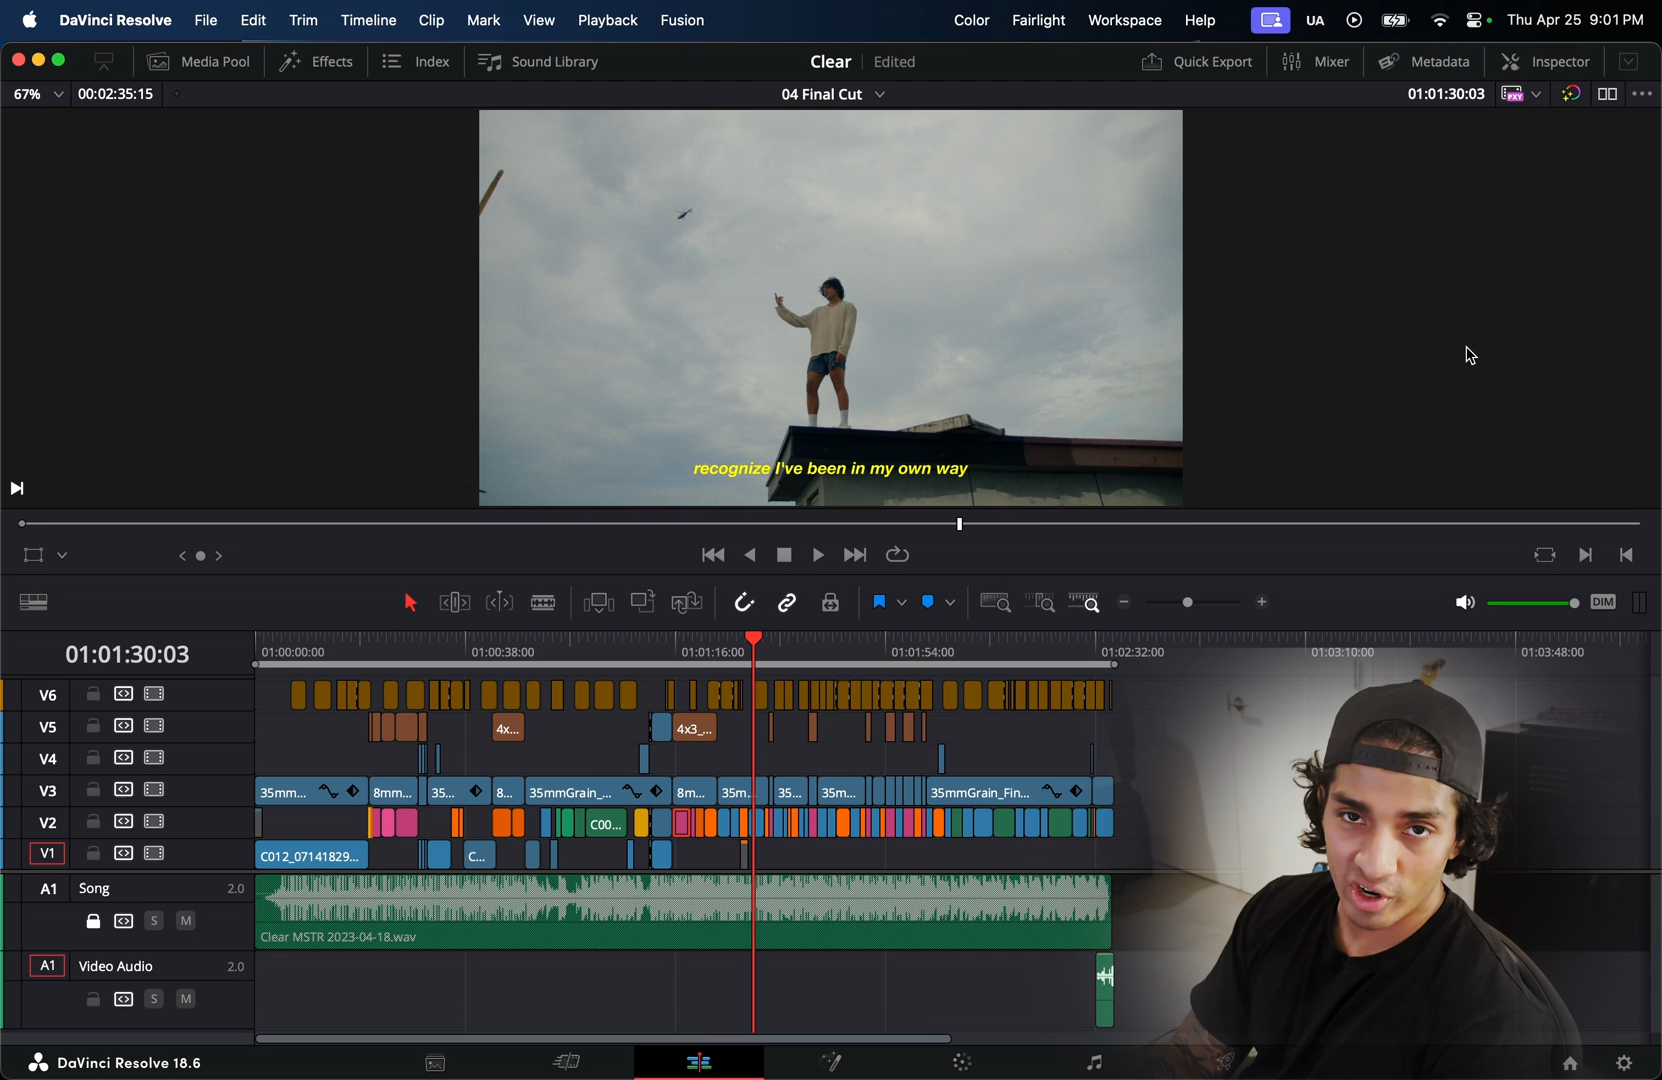 DaVinci Resolve File Edit Trim Timeline Clip Mark View Playback Fusion Color Fairlight Workspace Help UA Thu Apr 25 9:01 PM
Media Pool Effects Index Sound Library Clear Edited Quick Export Mixer Metadata Inspector
67% 00:02:35:15 04 Final Cut 01:01:30:03 PXY
recognize I've been in my own way
DIM
01:01:30:03 01:00:00:00 01:00:38:00 01:01:16:00 01:01:54:00 01:02:32:00 01:03:10:00 01:03:48:00
V6
V5 4x... 4x3_...
V4
V3 35mm... 8mm... 35... 8... 35mmGrain_... 8m... 35m... 35... 35m... 35mmGrain_Fin...
V2 C00...
V1 C012_07141829... C...
A1 Song 2.0
S M
Clear MSTR 2023-04-18.wav
A1 Video Audio 2.0
S M
DaVinci Resolve 18.6